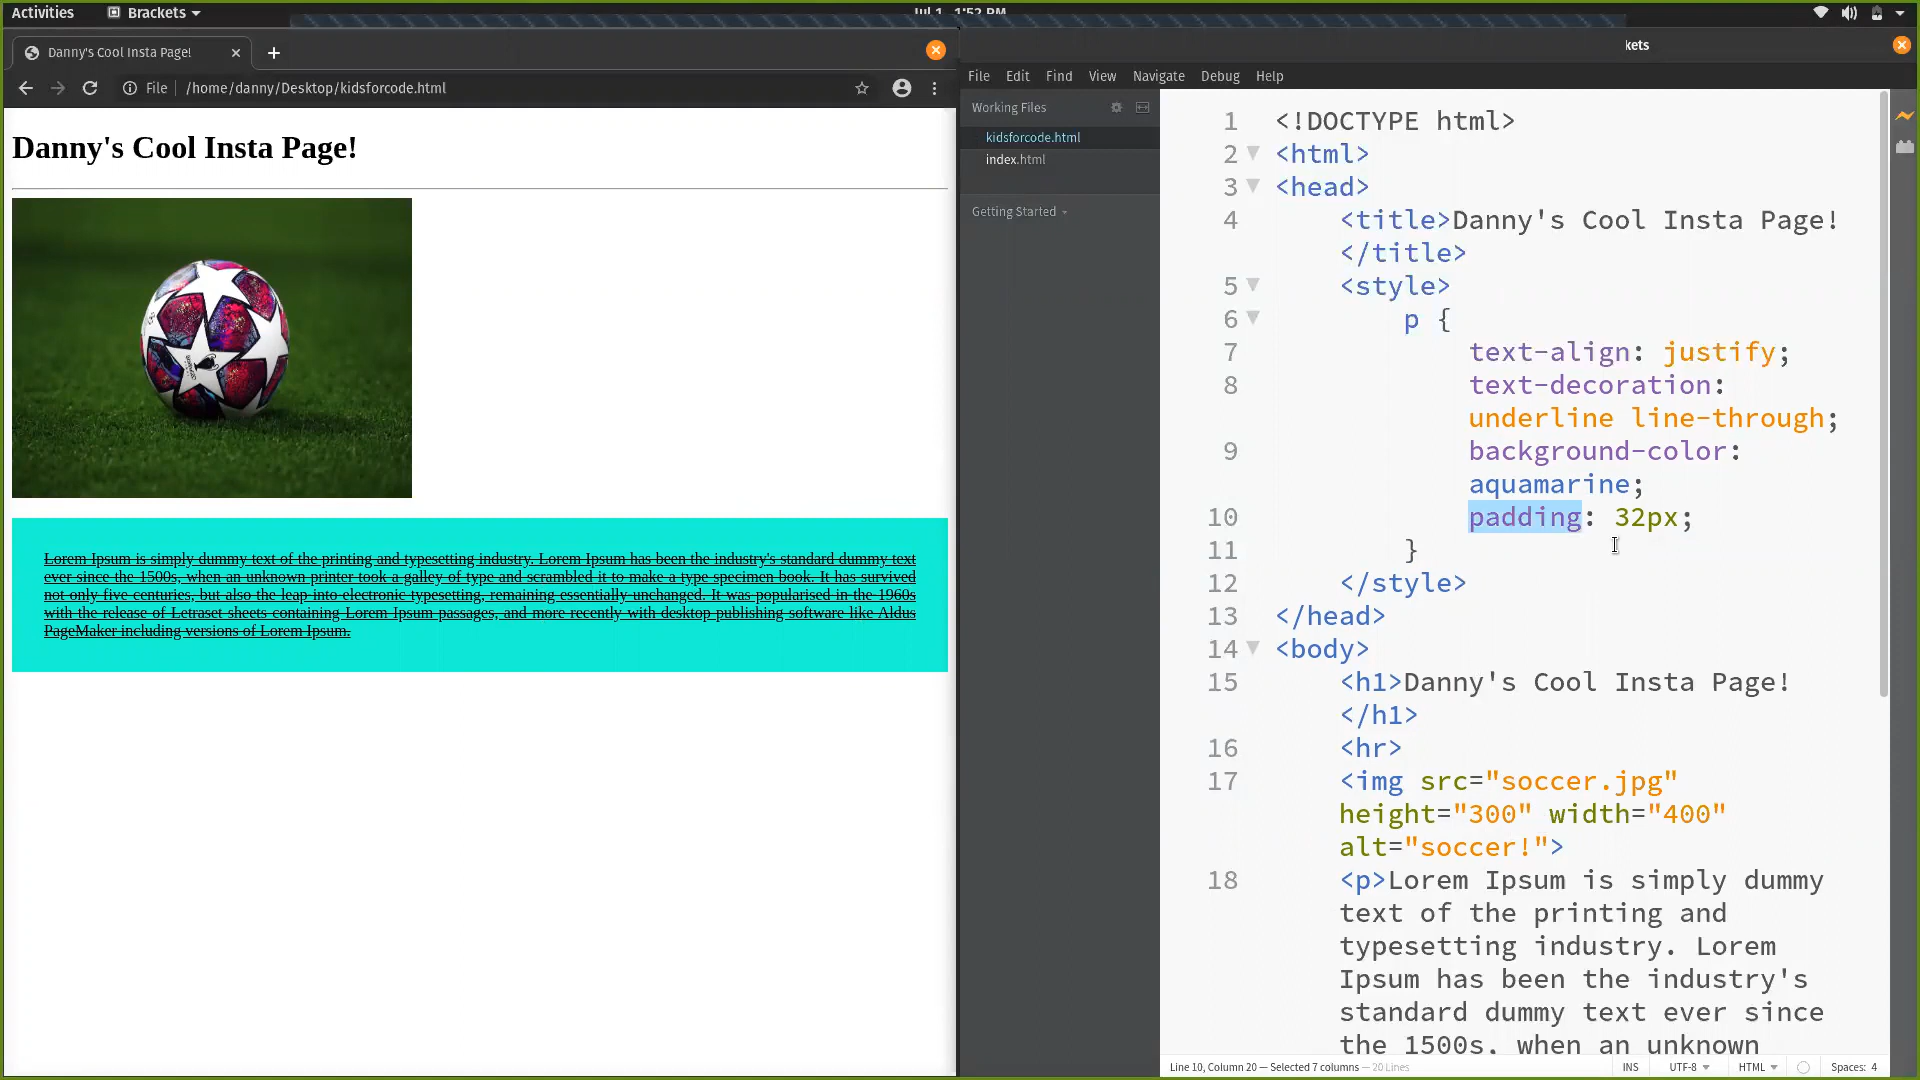 Activities
Brackets
Jul 1 1:52 PM
Danny's Cool Insta Page!
File
/home/danny/Desktop/kidsforcode.html
Danny's Cool Insta Page!
Lorem Ipsum is simply dummy text of the printing and typesetting industry. Lorem Ipsum has been the industry's standard dummy text
ever since the 1500s, when an unknown printer took a galley of type and scrambled it to make a type specimen book. It has survived
not only five centuries, but also the leap into electronic typesetting, remaining essentially unchanged. It was popularised in the 1960s
with the release of Letraset sheets containing Lorem Ipsum passages, and more recently with desktop publishing software like Aldus
PageMaker including versions of Lorem Ipsum.
kets
File Edit Find View Navigate Debug Help
Working Files
kidsforcode.html
index.html
Getting Started
1 <!DOCTYPE html>
2 <html>
3 <head>
4 <title>Danny's Cool Insta Page!
</title>
5 <style>
6 p {
7 text-align: justify;
8 text-decoration:
underline line-through;
9 background-color:
aquamarine;
10 padding: 32px;
11 }
12 </style>
13 </head>
14 <body>
15 <h1>Danny's Cool Insta Page!
</h1>
16 <hr>
17 <img src="soccer.jpg"
height="300" width="400"
alt="soccer!">
18 <p>Lorem Ipsum is simply dummy
text of the printing and
typesetting industry. Lorem
Ipsum has been the industry's
standard dummy text ever since
the 1500s, when an unknown
Line 10, Column 20 — Selected 7 columns — 20 Lines
INS
UTF-8
HTML
Spaces: 4